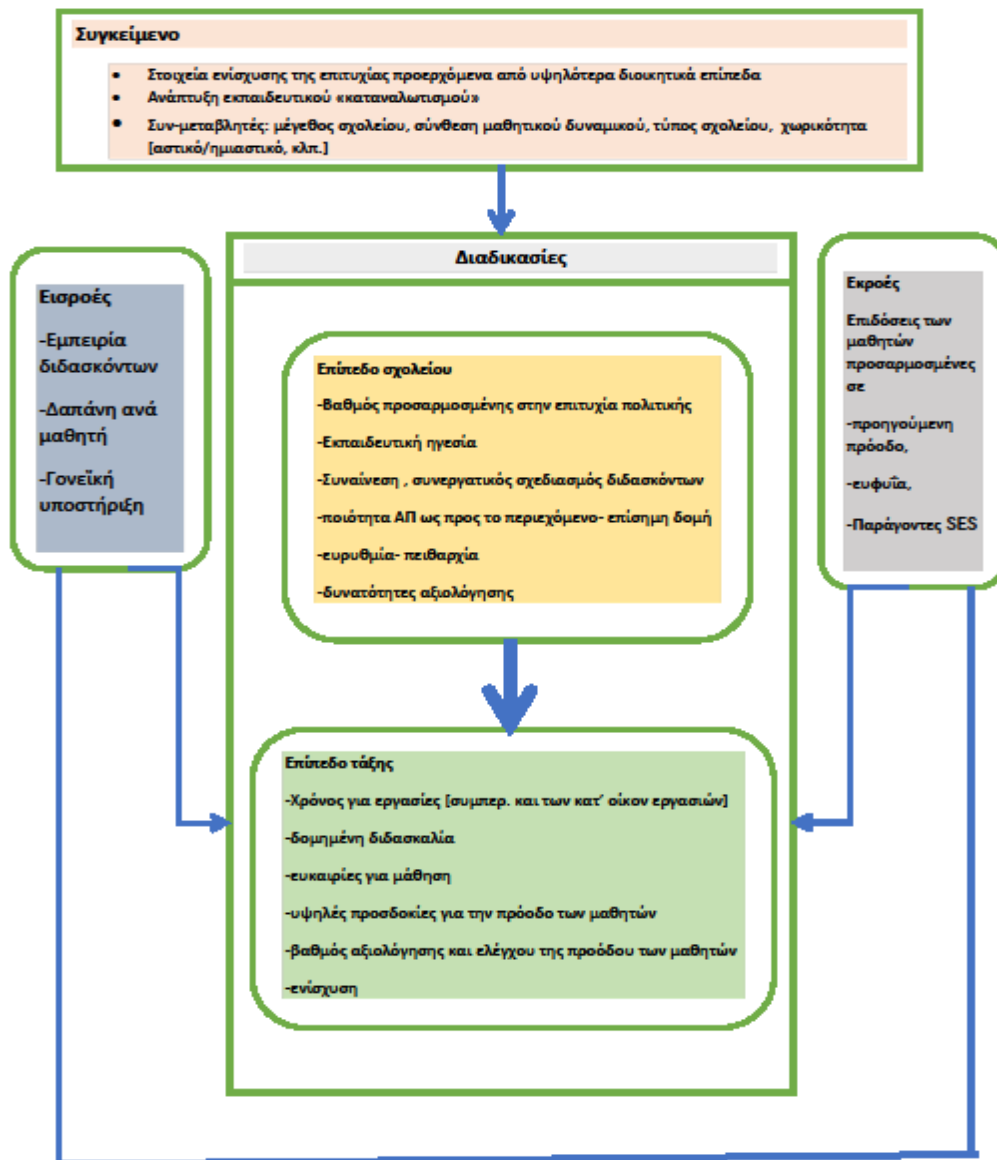 Συγκείμενο
• Στοιχεία ενίσχυσης της επιτυχίας προερχόμενα από υψηλότερα διοικητικά επίπεδα
• Ανάπτυξη εκπαιδευτικού «καταναλωτισμού»
• Συν-μεταβλητές: μέγεθος σχολείου, σύνθεση μαθητικού δυναμικού, τύπος σχολείου, χωρικότητα
[αστικό/ημιαστικό, κλπ.]
Εισροές
-Εμπειρία
διδασκόντων
-Δαπάνη ανά
μαθητή
-Γονεϊκή
υποστήριξη
Διαδικασίες
Επίπεδο σχολείου
-Βαθμός προσαρμοσμένης στην επιτυχία πολιτικής
-Εκπαιδευτική ηγεσία
-Συναίνεση , συνεργατικός σχεδιασμός διδασκόντων
-ποιότητα ΑΠ ως προς το περιεχόμενο- επίσημη δομή
-ευρυθμία- πειθαρχία
-δυνατότητες αξιολόγησης
Επίπεδο τάξης
-Χρόνος για εργασίες [συμπερ. και των κατ’ οίκον εργασιών]
-δομημένη διδασκαλία
-ευκαιρίες για μάθηση
-υψηλές προσδοκίες για την πρόοδο των μαθητών
-βαθμός αξιολόγησης και ελέγχου της προόδου των μαθητών
-ενίσχυση
Εκροές
Επιδόσεις των
μαθητών
προσαρμοσμένες
σε
-προηγούμενη
πρόοδο,
-ευφυΐα,
-Παράγοντες SES